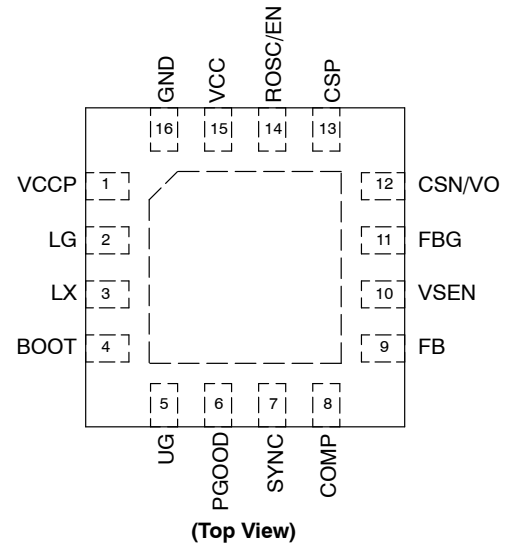 GND
VCC
ROSC/EN
CSP
16
15
14
13
VCCP 1
12 CSN/VO
LG 2
11 FBG
LX 3
10 VSEN
BOOT 4
9 FB
5
6
7
8
UG
PGOOD
SYNC
COMP
(Top View)